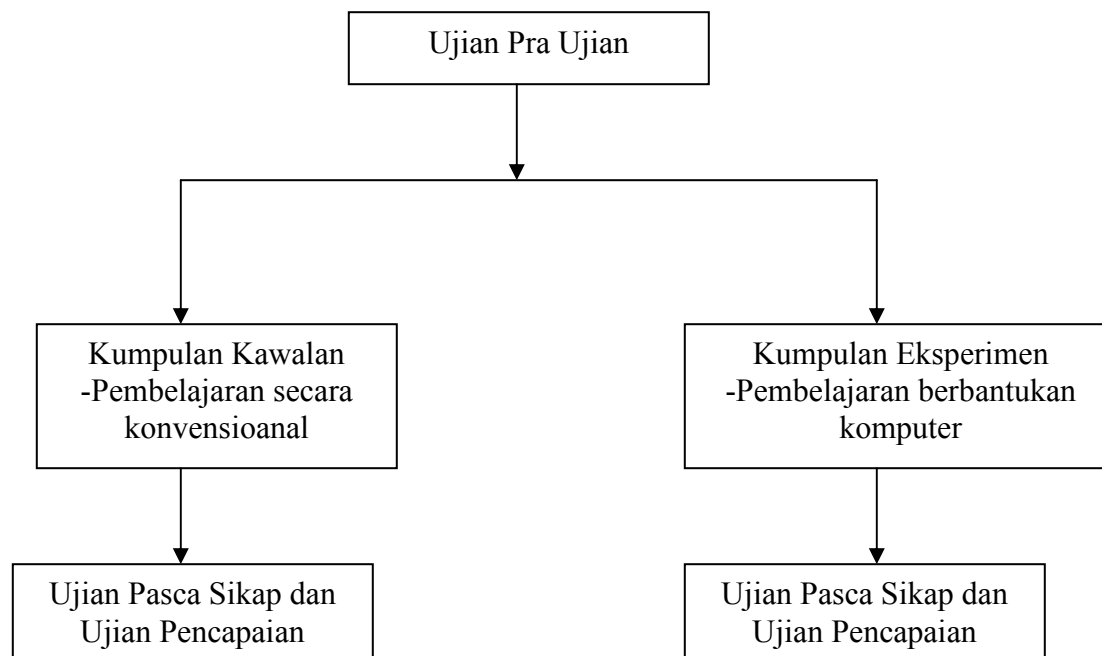 Ujian Pra Ujian
Kumpulan Kawalan
-Pembelajaran secara
konvensioanal
Kumpulan Eksperimen
-Pembelajaran berbantukan
komputer
Ujian Pasca Sikap dan
Ujian Pencapaian
Ujian Pasca Sikap dan
Ujian Pencapaian